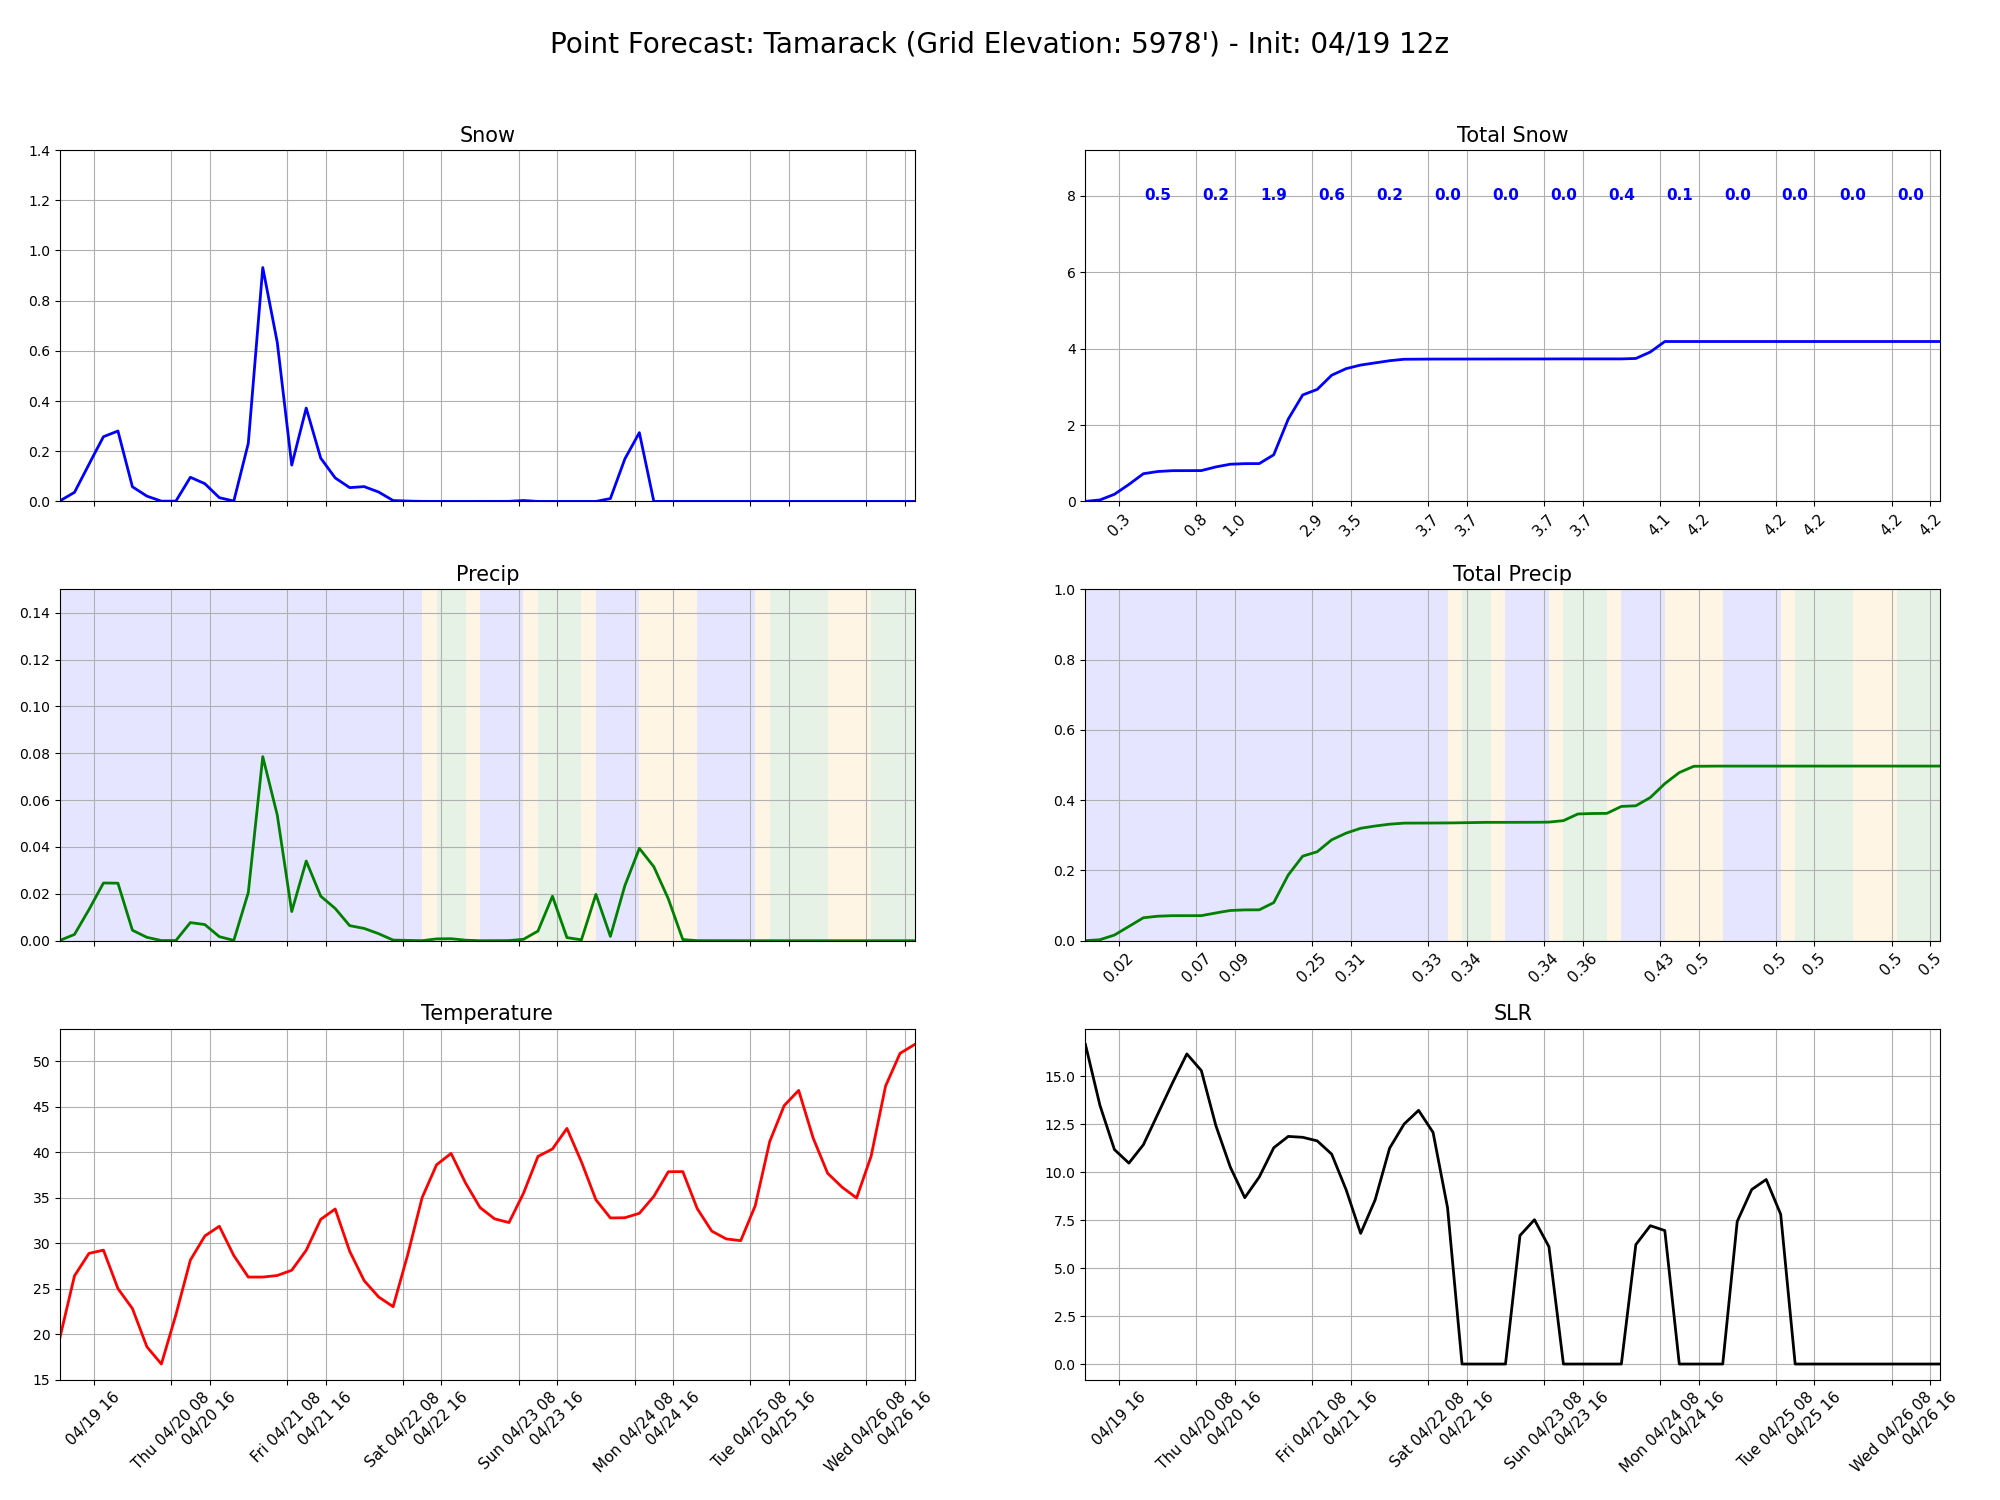 Point Forecast: Tamarack (Grid Elevation: 5978') - Init: 04/19 12z
Snow
1.4
1.2
1.0
0.8
0.6
0.4
0.2
0.0
Total Snow
8
6
4
2
0
0.5 0.2 1.9 0.6 0.2 0.0 0.0 0.0 0.4 0.1 0.0 0.0 0.0 0.0
0.3 0.8 1.0 2.9 3.5 3.7 3.7 3.7 3.7 4.1 4.2 4.2 4.2 4.2 4.2
Precip
0.14
0.12
0.10
0.08
0.06
0.04
0.02
0.00
Total Precip
1.0
0.8
0.6
0.4
0.2
0.0
0.02 0.07 0.09 0.25 0.31 0.33 0.34 0.34 0.36 0.43 0.5 0.5 0.5 0.5 0.5
Temperature
50
45
40
35
30
25
20
15
04/19 16
Thu 04/20 08
04/20 16
Fri 04/21 08
04/21 16
Sat 04/22 08
04/22 16
Sun 04/23 08
04/23 16
Mon 04/24 08
04/24 16
Tue 04/25 08
04/25 16
Wed 04/26 08
04/26 16
SLR
15.0
12.5
10.0
7.5
5.0
2.5
0.0
04/19 16
Thu 04/20 08
04/20 16
Fri 04/21 08
04/21 16
Sat 04/22 08
04/22 16
Sun 04/23 08
04/23 16
Mon 04/24 08
04/24 16
Tue 04/25 08
04/25 16
Wed 04/26 08
04/26 16